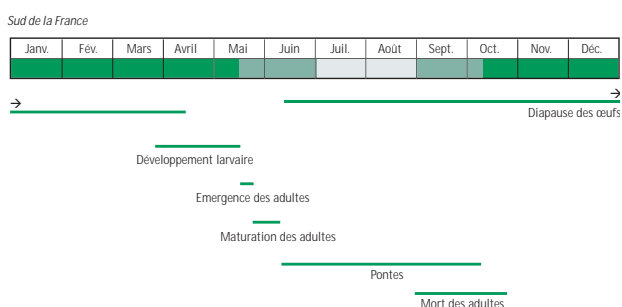 Sud de la France
Janv. Fév. Mars Avril Mai Juin Juil. Août Sept. Oct. Nov. Déc.
Diapause des œufs
Développement larvaire
Emergence des adultes
Maturation des adultes
Pontes
Mort des adultes